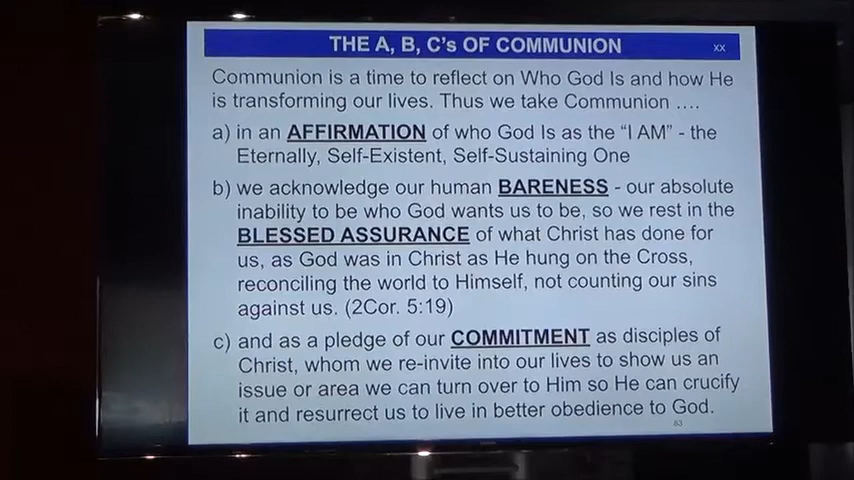 THE A, B, C's OF COMMUNION xx
Communion is a time to reflect on Who God Is and how He
is transforming our lives. Thus we take Communion ….
a) in an AFFIRMATION of who God Is as the “I AM” - the
Eternally, Self-Existent, Self-Sustaining One
b) we acknowledge our human BARENESS - our absolute
inability to be who God wants us to be, so we rest in the
BLESSED ASSURANCE of what Christ has done for
us, as God was in Christ as He hung on the Cross,
reconciling the world to Himself, not counting our sins
against us. (2Cor. 5:19)
c) and as a pledge of our COMMITMENT as disciples of
Christ, whom we re-invite into our lives to show us an
issue or area we can turn over to Him so He can crucify
it and resurrect us to live in better obedience to God.
83